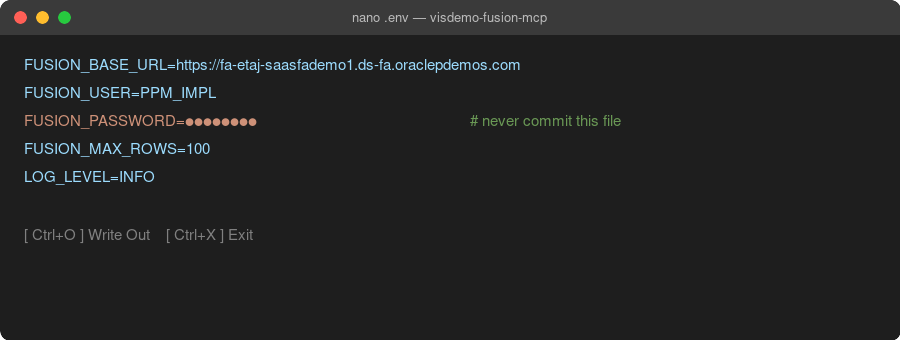 nano .env — visdemo-fusion-mcp
FUSION_BASE_URL=https://fa-etaj-saasfademo1.ds-fa.oraclepdemos.com
FUSION_USER=PPM_IMPL
FUSION_PASSWORD=●●●●●●●● # never commit this file
FUSION_MAX_ROWS=100
LOG_LEVEL=INFO
[ Ctrl+O ] Write Out [ Ctrl+X ] Exit